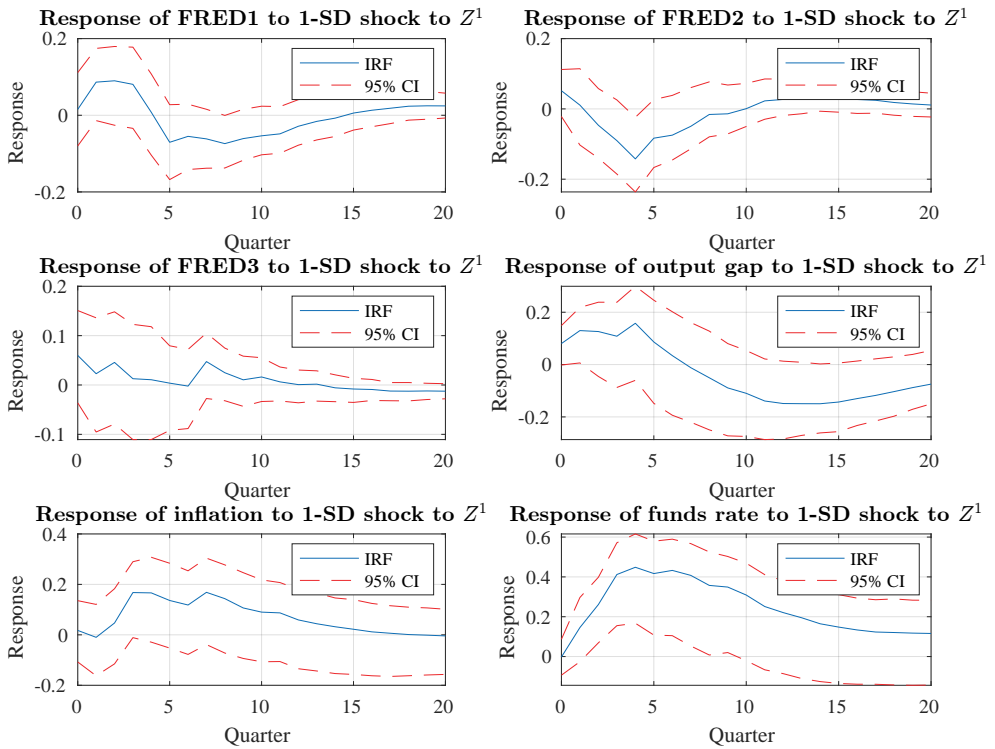 Response of FRED1 to 1-SD shock to Z¹
0.2
0
-0.2
Response
IRF
95% CI
0 5 10 15 20
Quarter
Response of FRED2 to 1-SD shock to Z¹
0.2
0
-0.2
Response
IRF
95% CI
0 5 10 15 20
Quarter
Response of FRED3 to 1-SD shock to Z¹
0.2
0.1
0
-0.1
Response
IRF
95% CI
0 5 10 15 20
Quarter
Response of output gap to 1-SD shock to Z¹
0.2
0
-0.2
Response
IRF
95% CI
0 5 10 15 20
Quarter
Response of inflation to 1-SD shock to Z¹
0.4
0.2
0
-0.2
Response
IRF
95% CI
0 5 10 15 20
Quarter
Response of funds rate to 1-SD shock to Z¹
0.6
0.4
0.2
0
Response
IRF
95% CI
0 5 10 15 20
Quarter